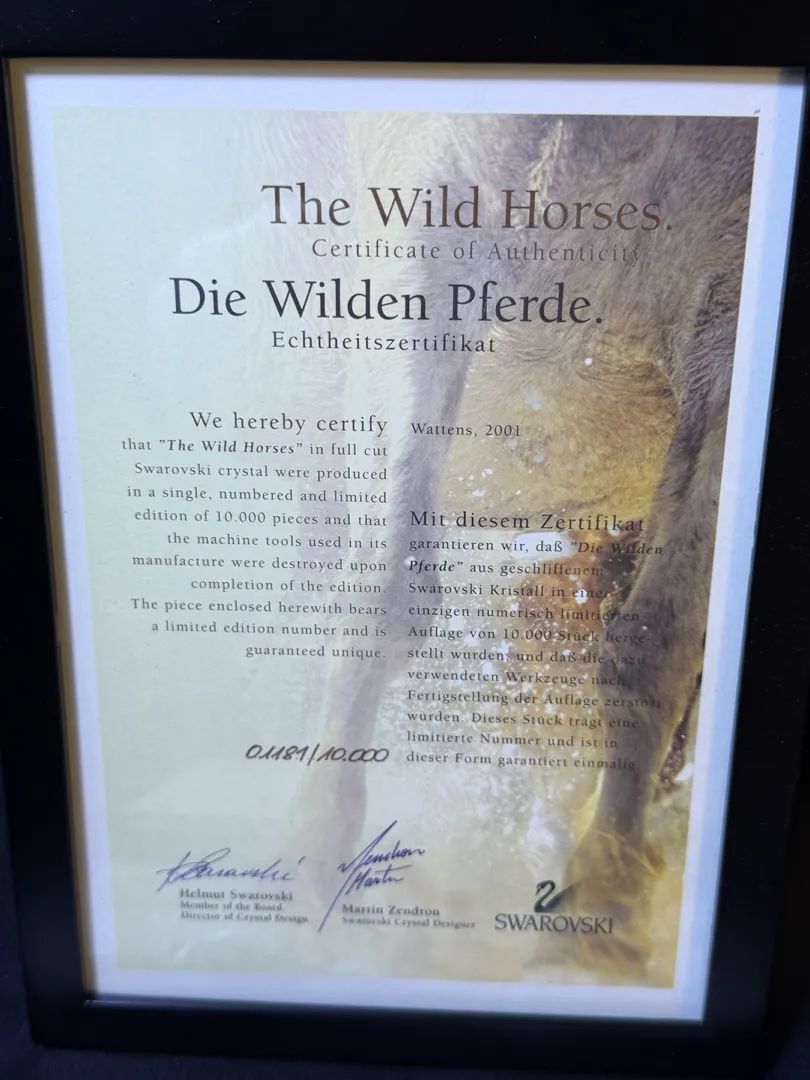 The Wild Horses.
Certificate of Authenticity
Die Wilden Pferde.
Echtheitszertifikat
We hereby certify
that "The Wild Horses" in full cut
Swarovski crystal were produced
in a single, numbered and limited
edition of 10.000 pieces and that
the machine tools used in its
manufacture were destroyed upon
completion of the edition.
The piece enclosed herewith bears
a limited edition number and is
guaranteed unique.
01181/10.000
Wattens, 2001
Mit diesem Zertifikat
garantieren wir, daß "Die Wilden
Pferde" aus geschliffenem
Swarovski Kristall in einer
einzigen numerisch limitierten
Auflage von 10.000 Stück herge-
stellt wurden, und daß die dazu
verwendeten Werkzeuge nach
Fertigstellung der Auflage zerstört
wurden. Dieses Stück trägt eine
limitierte Nummer und ist in
dieser Form garantiert einmalig.
Helmut Swarovski
Member of the Board,
Director of Crystal Design
Zendron
Martin
Martin Zendron
Swarovski Crystal Designer
SWAROVSKI